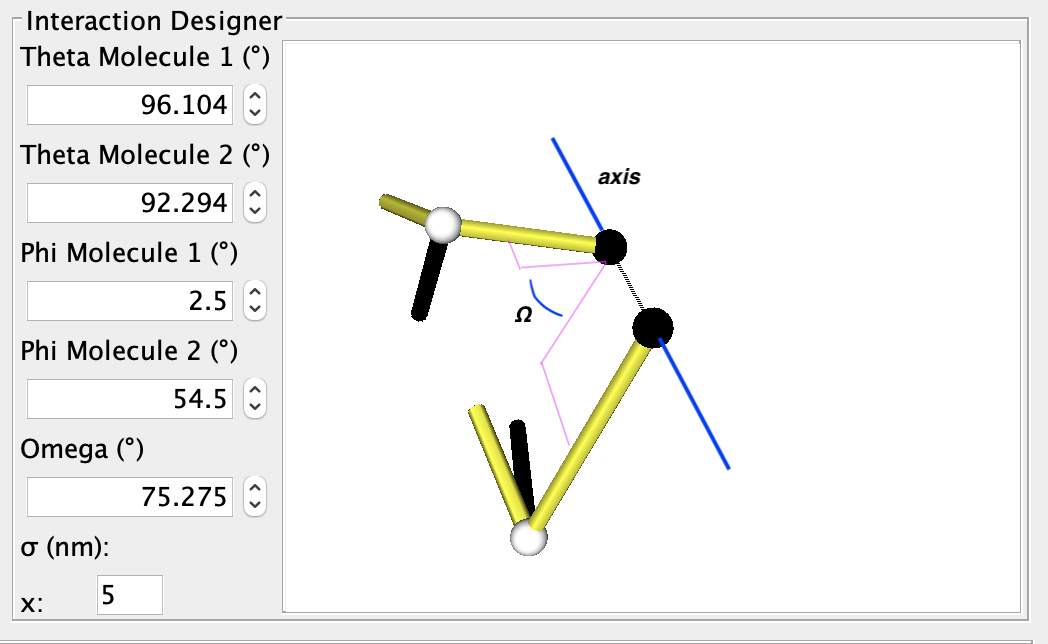 Interaction Designer
Theta Molecule 1 (°)
96.104
Theta Molecule 2 (°)
92.294
Phi Molecule 1 (°)
2.5
Phi Molecule 2 (°)
54.5
Omega (°)
75.275
σ (nm):
x: 5
axis
Ω